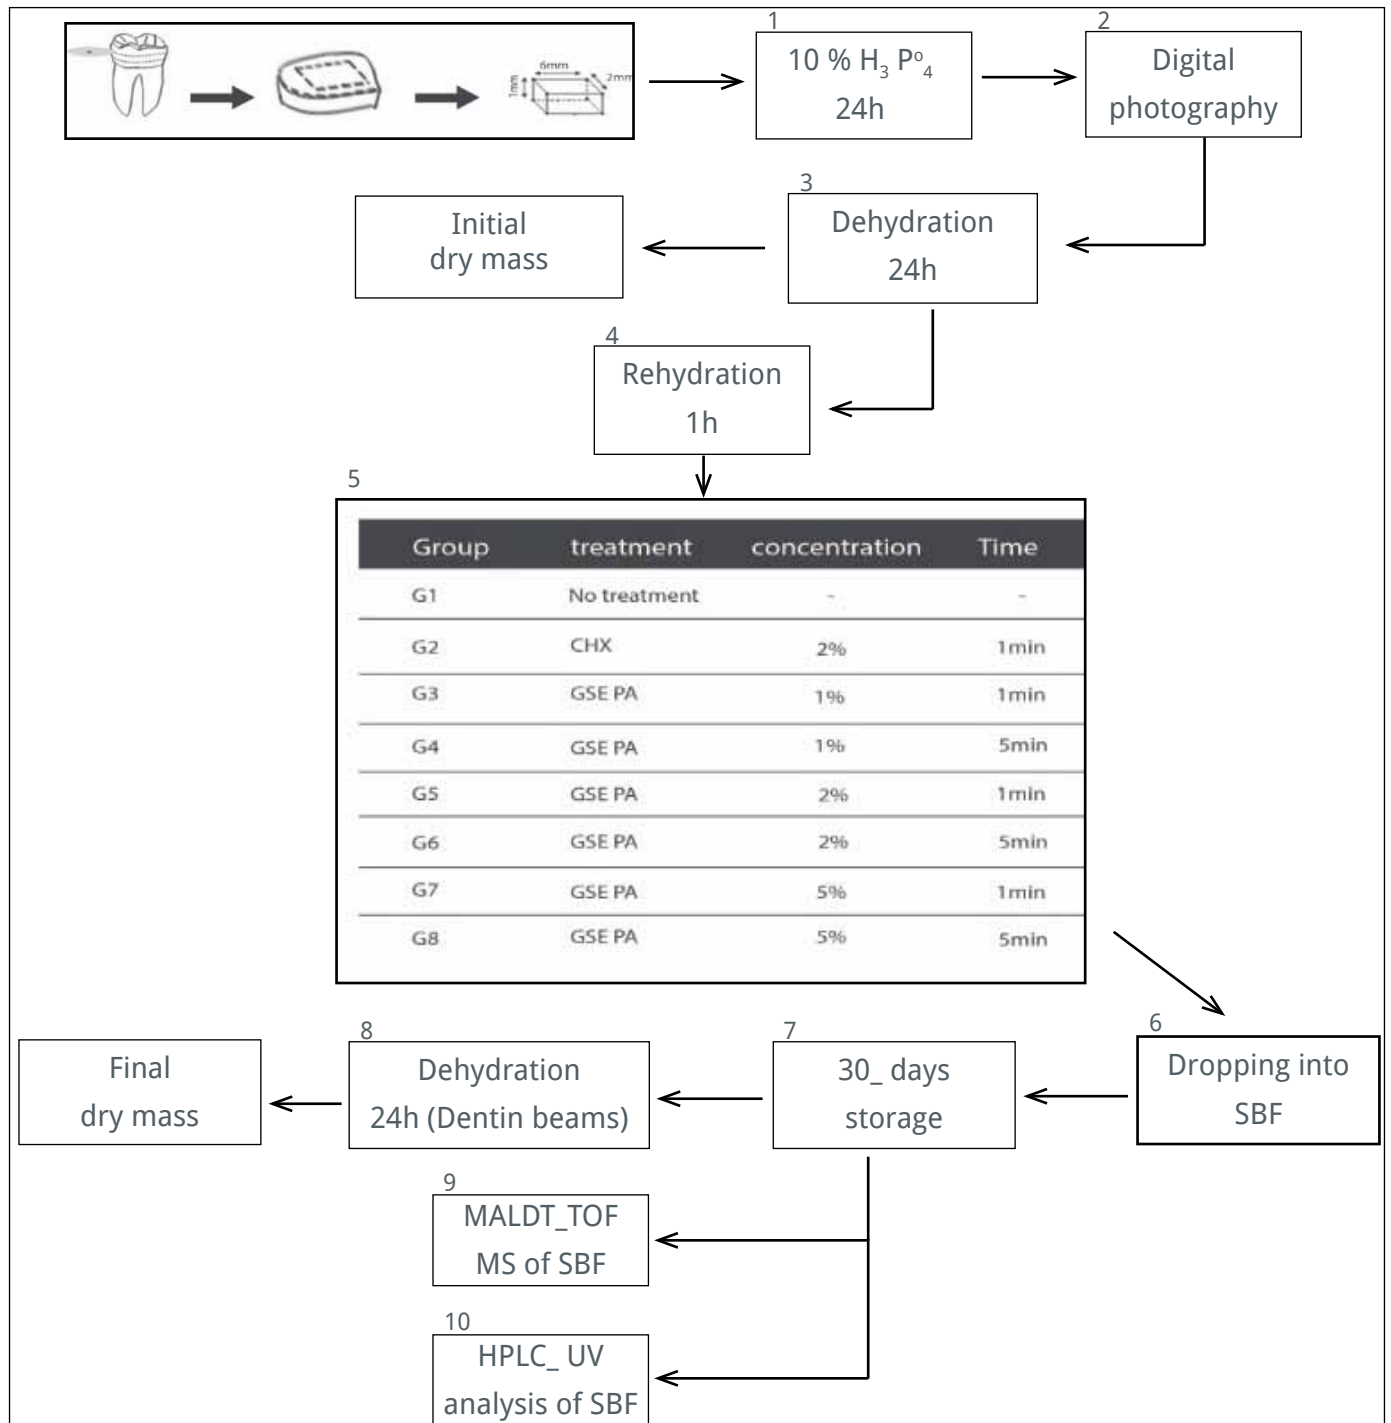 1mm
6mm
2mm
1
10 % H₃ Pº₄
24h
2
Digital
photography
3
Dehydration
24h
Initial
dry mass
4
Rehydration
1h
5
Group treatment concentration Time
G1 No treatment - -
G2 CHX 2% 1min
G3 GSE PA 1% 1min
G4 GSE PA 1% 5min
G5 GSE PA 2% 1min
G6 GSE PA 2% 5min
G7 GSE PA 5% 1min
G8 GSE PA 5% 5min
6
Dropping into
SBF
7
30_ days
storage
8
Dehydration
24h (Dentin beams)
Final
dry mass
9
MALDT_TOF
MS of SBF
10
HPLC_ UV
analysis of SBF